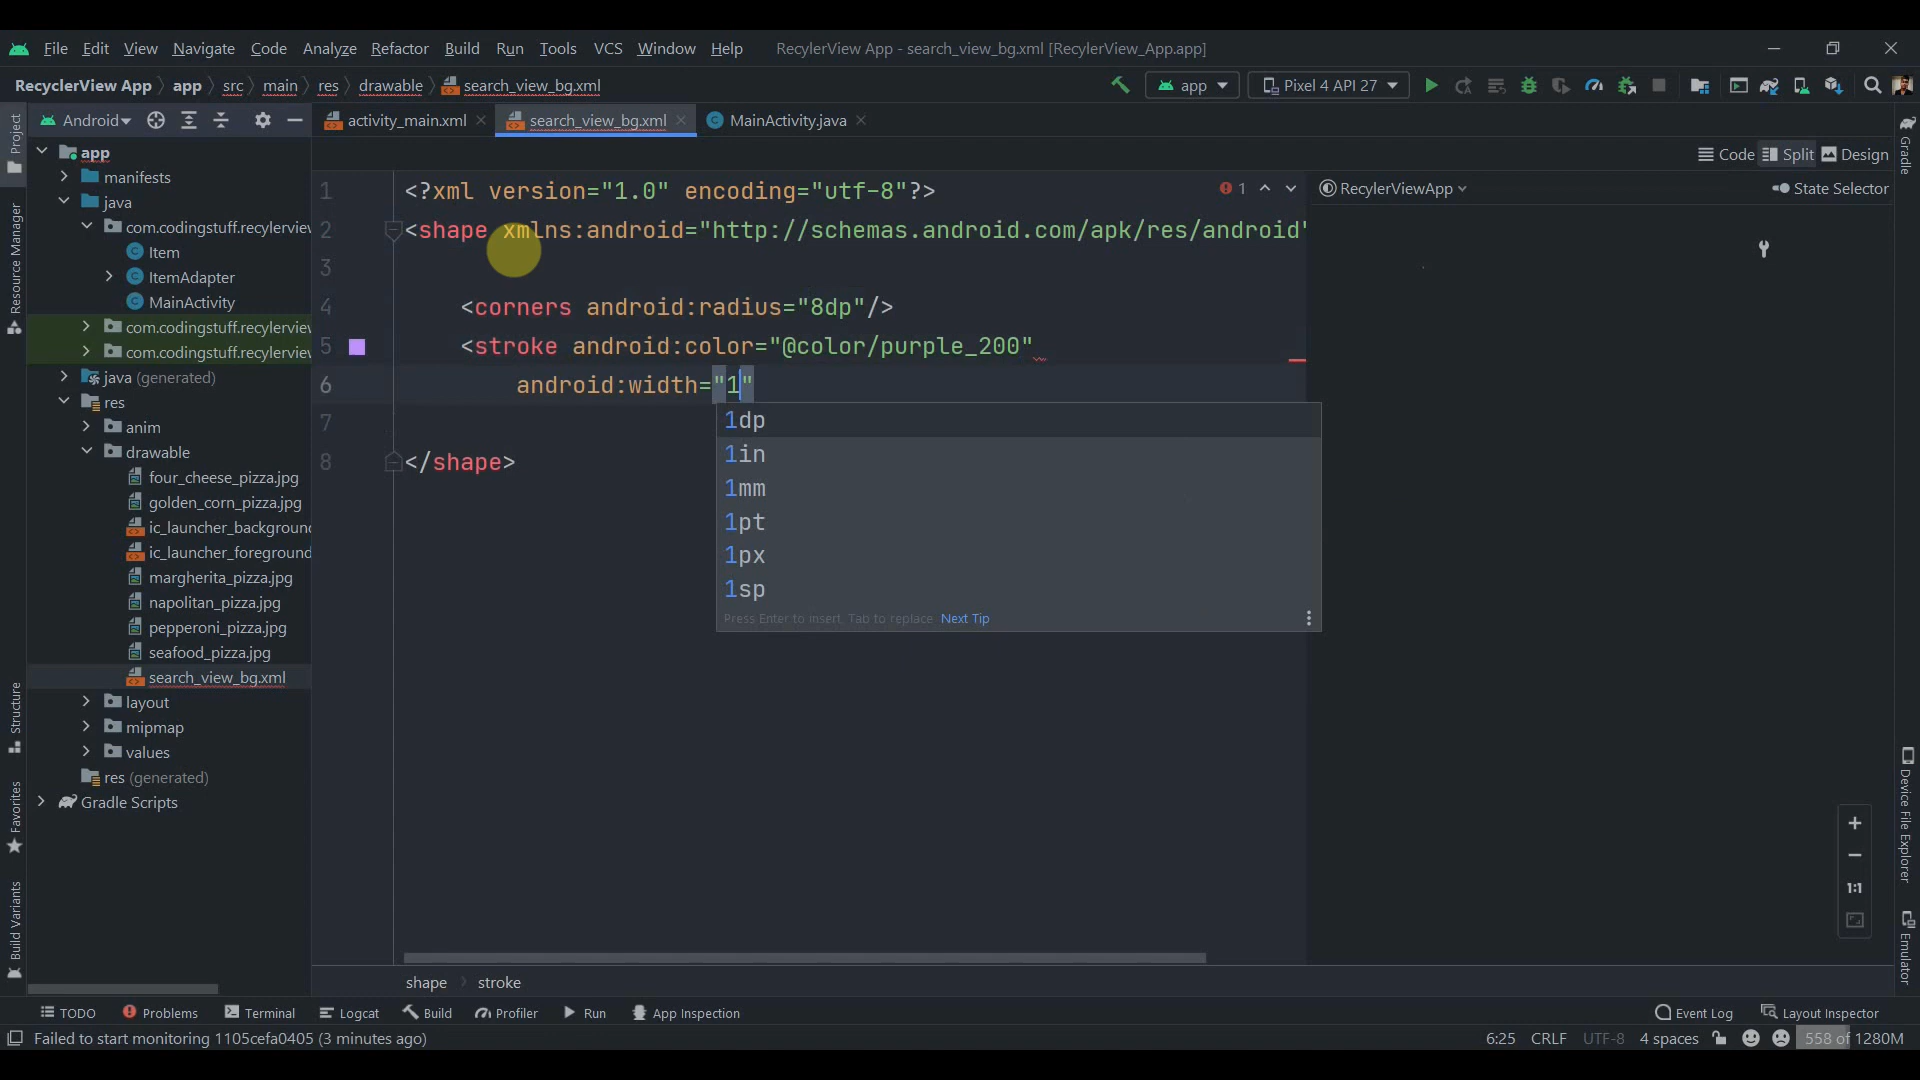 File Edit View Navigate Code Analyze Refactor Build Run Tools VCS Window Help RecylerView App - search_view_bg.xml [RecylerView_App.app]
RecyclerView App app src main res drawable search_view_bg.xml app Pixel 4 API 27
Android activity_main.xml search_view_bg.xml MainActivity.java
Code Split Design
RecylerViewApp State Selector
Project
Resource Manager
Structure
Favorites
Build Variants
app
manifests
java
com.codingstuff.recylervie
Item
ItemAdapter
MainActivity
com.codingstuff.recylervie
com.codingstuff.recylervie
java (generated)
res
anim
drawable
four_cheese_pizza.jpg
golden_corn_pizza.jpg
ic_launcher_background
ic_launcher_foreground
margherita_pizza.jpg
napolitan_pizza.jpg
pepperoni_pizza.jpg
seafood_pizza.jpg
search_view_bg.xml
layout
mipmap
values
res (generated)
Gradle Scripts
1 <?xml version="1.0" encoding="utf-8"?> 1
2 <shape xmlns:android="http://schemas.android.com/apk/res/android"
3
4 <corners android:radius="8dp"/>
5 <stroke android:color="@color/purple_200"
6 android:width="1"
7
8 </shape>
1dp
1in
1mm
1pt
1px
1sp
Press Enter to insert, Tab to replace Next Tip
1:1
Gradle
Device File Explorer
Emulator
shape stroke
TODO Problems Terminal Logcat Build Profiler Run App Inspection Event Log Layout Inspector
Failed to start monitoring 1105cefa0405 (3 minutes ago) 6:25 CRLF UTF-8 4 spaces 558 of 1280M